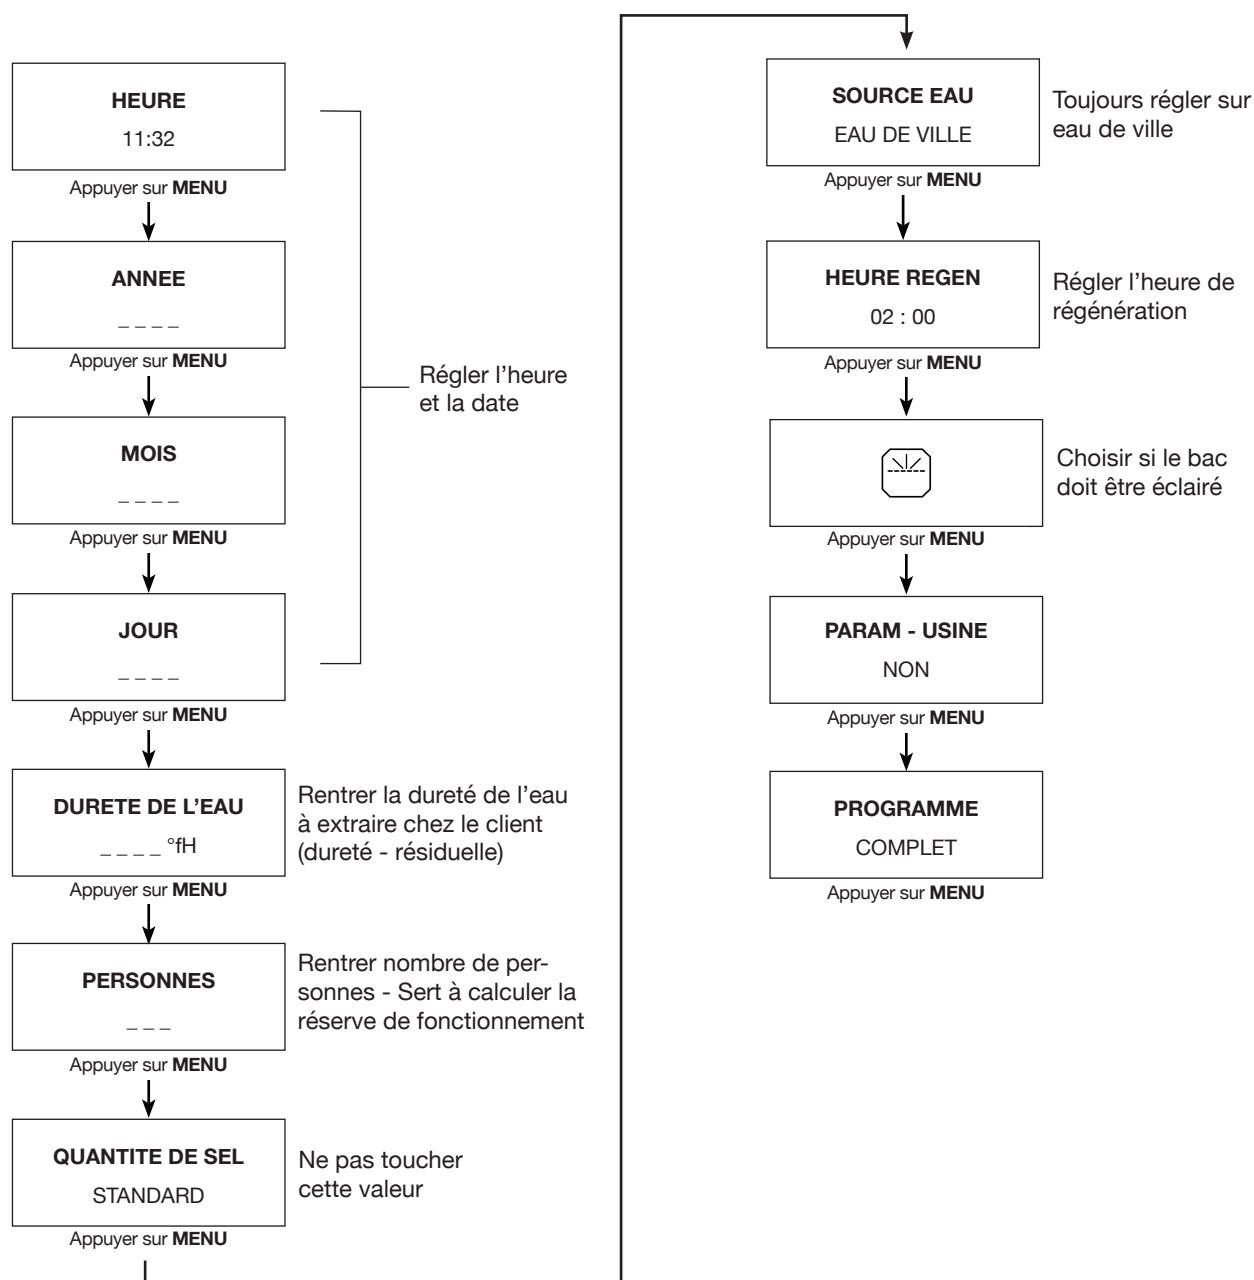 HEURE
11:32
Appuyer sur MENU
ANNEE
_ _ _ _
Appuyer sur MENU
MOIS
_ _ _ _
Appuyer sur MENU
JOUR
_ _ _ _
Appuyer sur MENU
Régler l'heure
et la date
DURETE DE L'EAU
_ _ _ _ °fH
Appuyer sur MENU
Rentrer la dureté de l'eau
à extraire chez le client
(dureté - résiduelle)
PERSONNES
_ _ _
Appuyer sur MENU
Rentrer nombre de per-
sonnes - Sert à calculer la
réserve de fonctionnement
QUANTITE DE SEL
STANDARD
Appuyer sur MENU
Ne pas toucher
cette valeur
SOURCE EAU
EAU DE VILLE
Appuyer sur MENU
Toujours régler sur
eau de ville
HEURE REGEN
02 : 00
Appuyer sur MENU
Régler l'heure de
régénération
Appuyer sur MENU
Choisir si le bac
doit être éclairé
PARAM - USINE
NON
Appuyer sur MENU
PROGRAMME
COMPLET
Appuyer sur MENU